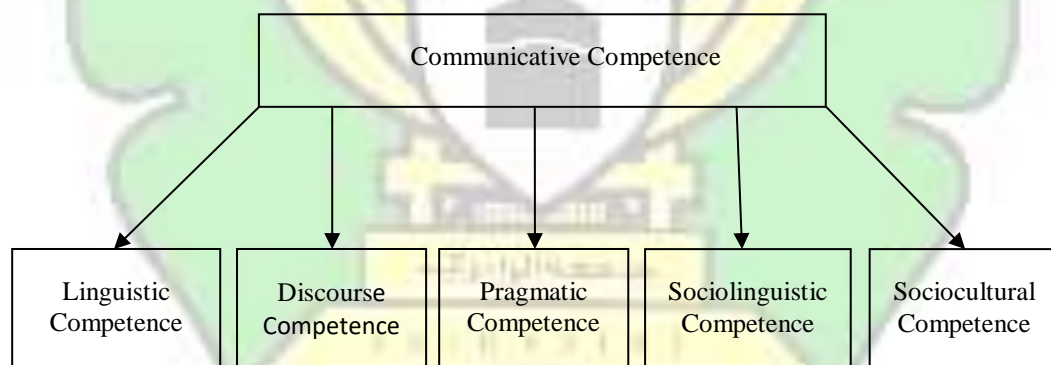 Communicative Competence
Linguistic
Competence
Discourse
Competence
Pragmatic
Competence
Sociolinguistic
Competence
Sociocultural
Competence